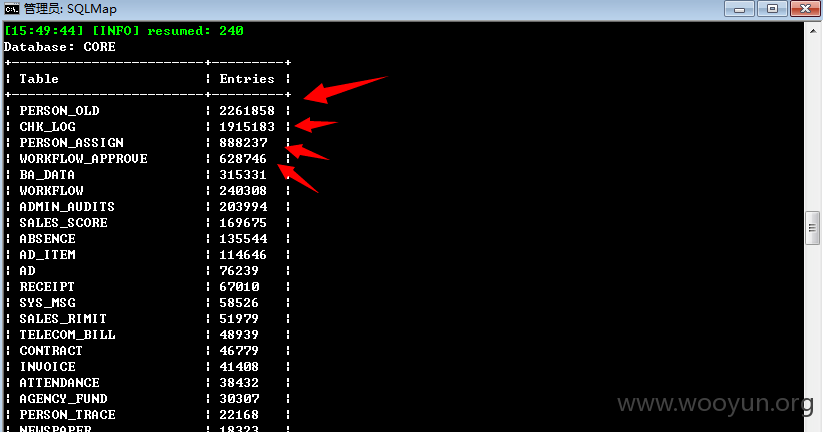 管理员: SQLMap
[15:49:44] [INFO] resumed: 240
Database: CORE
+-------------------------+---------+
| Table | Entries |
+-------------------------+---------+
| PERSON_OLD | 2261858 |
| CHK_LOG | 1915183 |
| PERSON_ASSIGN | 888237 |
| WORKFLOW_APPROVE | 628746 |
| BA_DATA | 315331 |
| WORKFLOW | 240308 |
| ADMIN_AUDITS | 203994 |
| SALES_SCORE | 169675 |
| ABSENCE | 135544 |
| AD_ITEM | 114646 |
| AD | 76239 |
| RECEIPT | 67010 |
| SYS_MSG | 58526 |
| SALES_RIMIT | 51979 |
| TELECOM_BILL | 48939 |
| CONTRACT | 46779 |
| INVOICE | 41408 |
| ATTENDANCE | 38432 |
| AGENCY_FUND | 30307 |
| PERSON_TRACE | 22168 |
| NEWSPAPER | 18323 |
www.wooyun.org